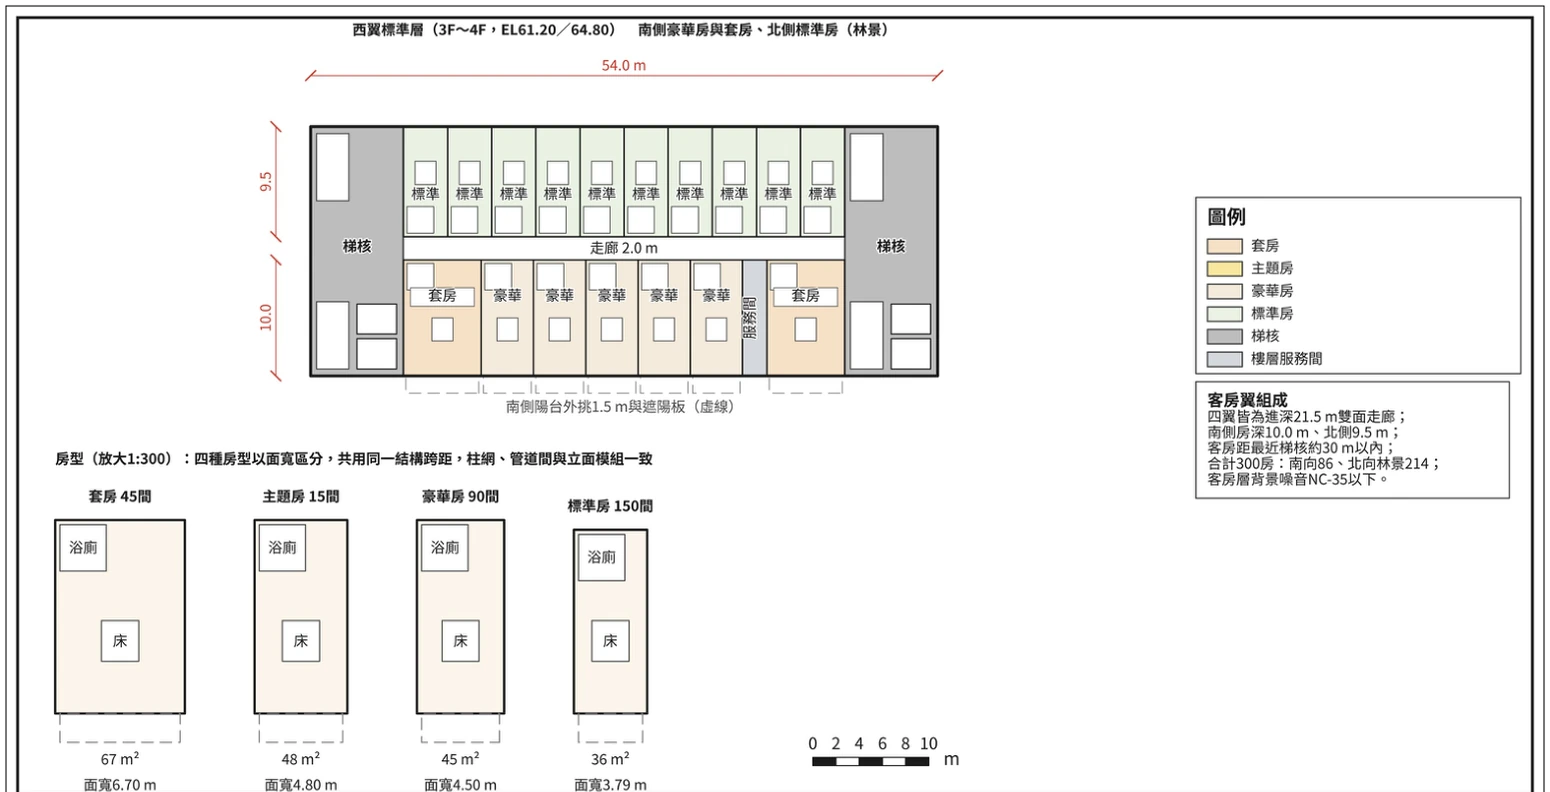 西翼標準層（3F～4F，EL61.20／64.80）　南側豪華房與套房、北側標準房（林景）
54.0 m
9.5
10.0
標準 標準 標準 標準 標準 標準 標準 標準 標準 標準
梯核
走廊 2.0 m
梯核
套房 豪華 豪華 豪華 豪華 豪華 服務間 套房
南側陽台外挑1.5 m與遮陽板（虛線）
圖例
套房
主題房
豪華房
標準房
梯核
樓層服務間
客房翼組成
四翼皆為進深21.5 m雙面走廊；
南側房深10.0 m、北側9.5 m；
客房距最近梯核約30 m以內；
合計300房：南向86、北向林景214；
客房層背景噪音NC-35以下。
房型（放大1:300）：四種房型以面寬區分，共用同一結構跨距，柱網、管道間與立面模組一致
套房 45間
浴廁
床
67 m²
面寬6.70 m
主題房 15間
浴廁
床
48 m²
面寬4.80 m
豪華房 90間
浴廁
床
45 m²
面寬4.50 m
標準房 150間
浴廁
床
36 m²
面寬3.79 m
0 2 4 6 8 10 m